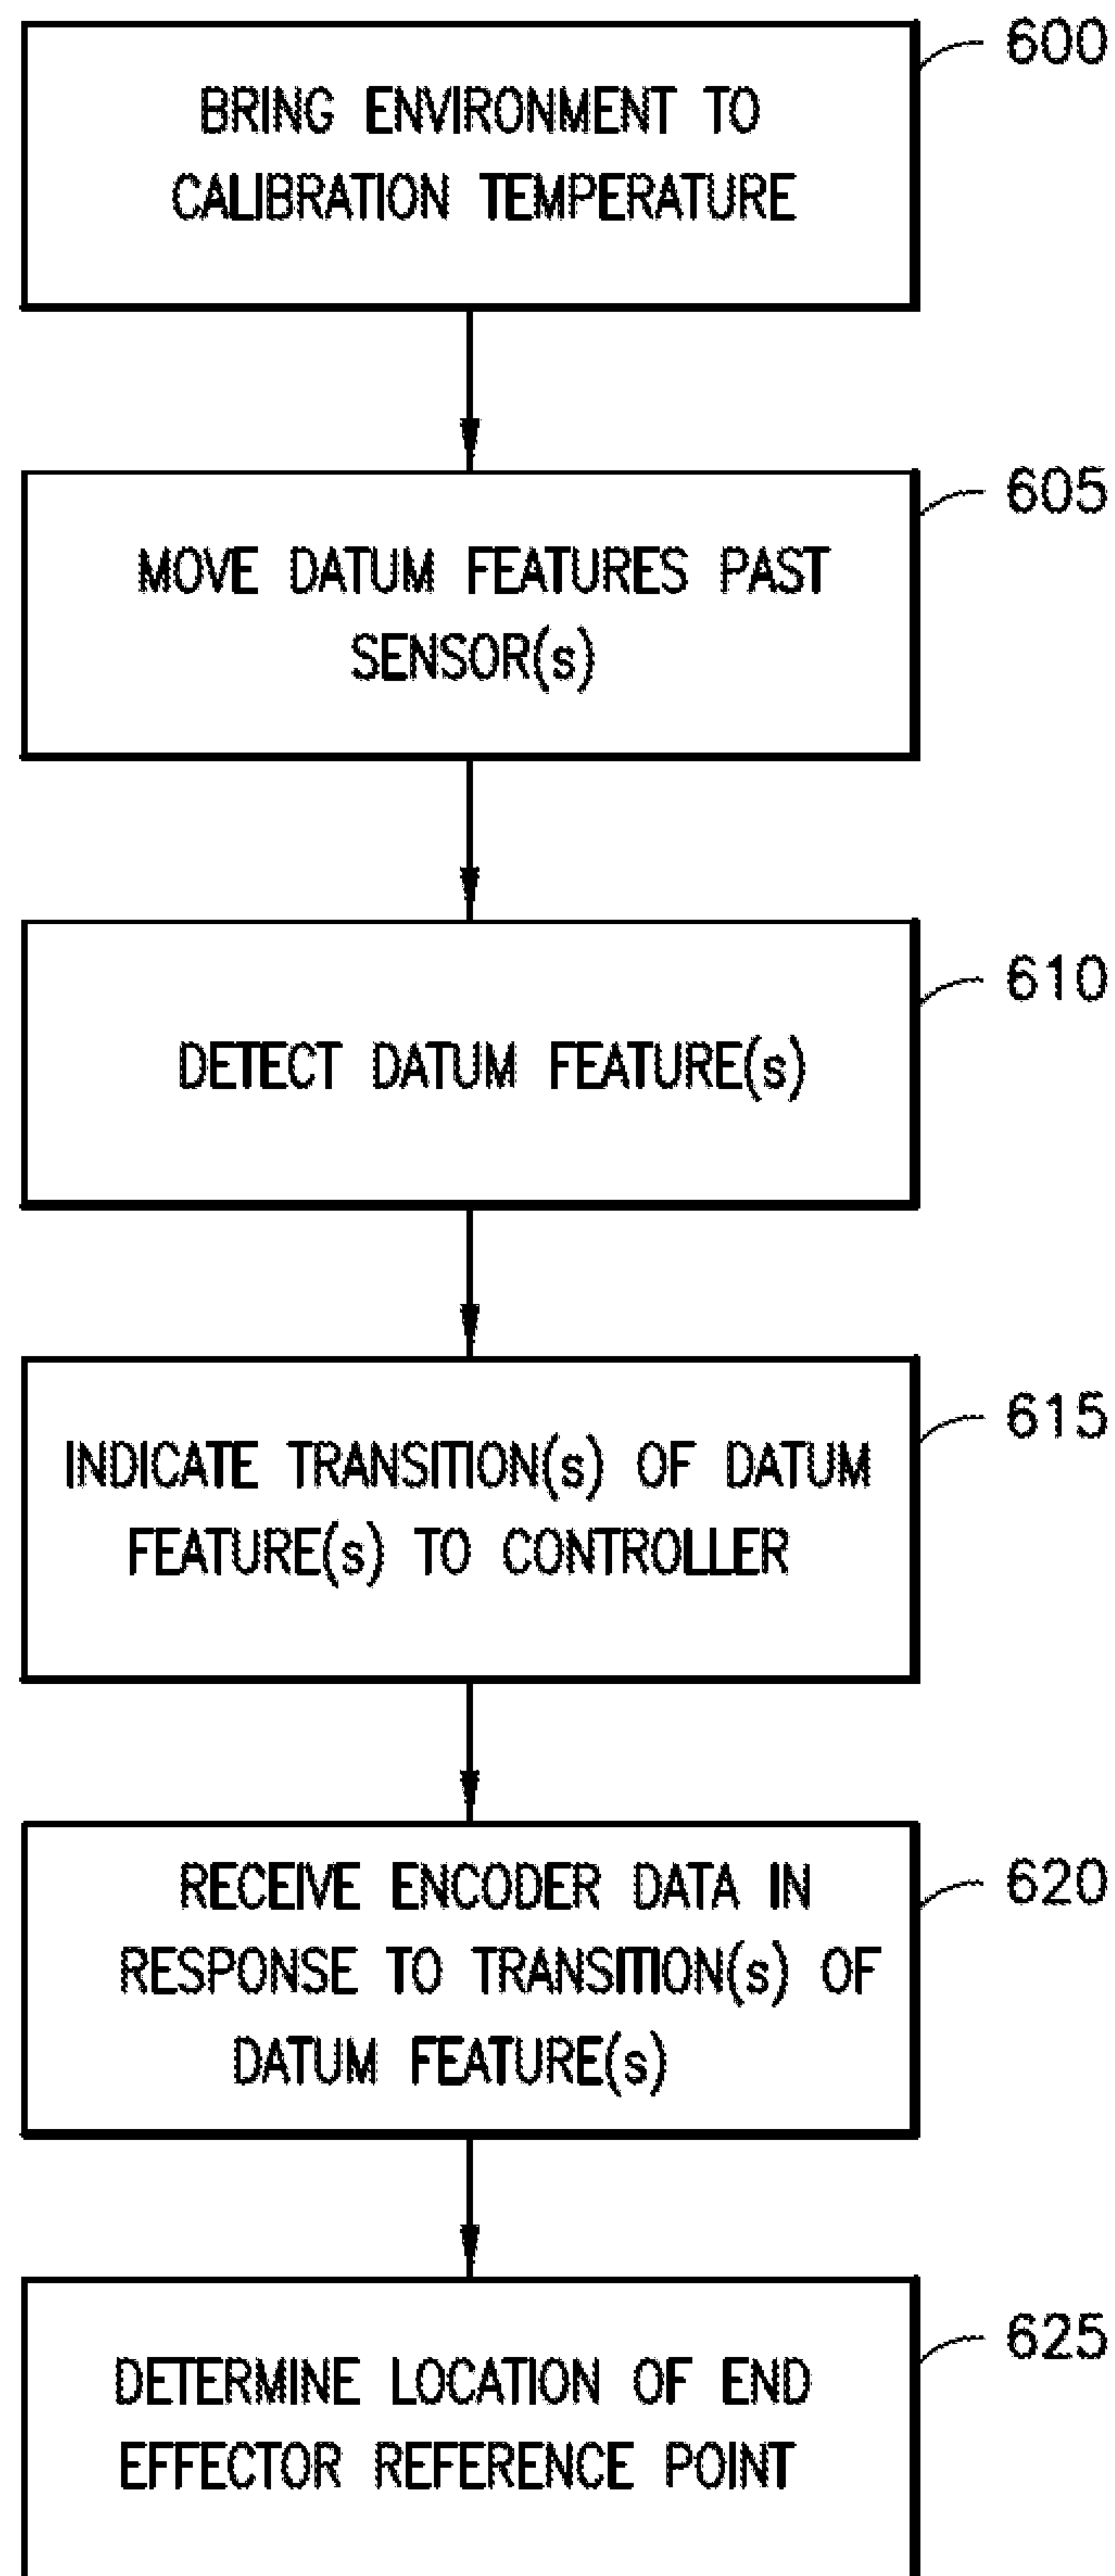 600
BRING ENVIRONMENT TO
CALIBRATION TEMPERATURE
605
MOVE DATUM FEATURES PAST
SENSOR(s)
610
DETECT DATUM FEATURE(s)
615
INDICATE TRANSITION(s) OF DATUM
FEATURE(s) TO CONTROLLER
620
RECEIVE ENCODER DATA IN
RESPONSE TO TRANSITION(s) OF
DATUM FEATURE(s)
625
DETERMINE LOCATION OF END
EFFECTOR REFERENCE POINT